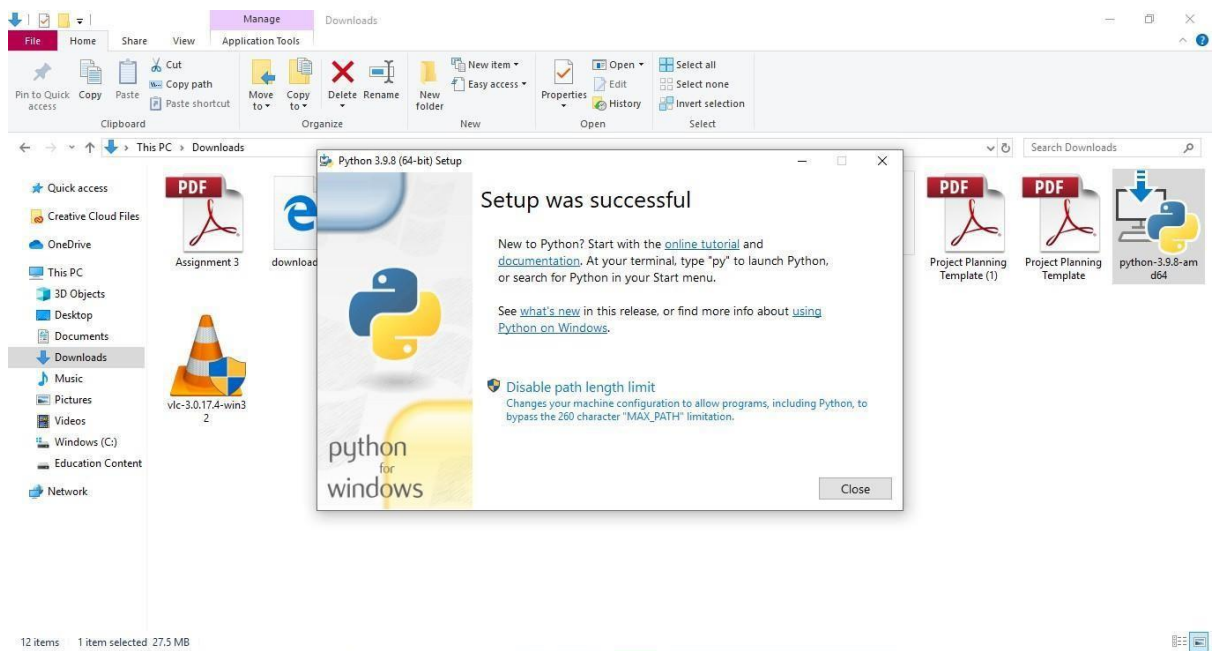 Manage
Downloads
File Home Share View Application Tools
Pin to Quick access
Copy
Paste
Cut
Copy path
Paste shortcut
Clipboard
Move to
Copy to
Delete
Rename
Organize
New folder
New item
Easy access
New
Properties
Open
Edit
History
Open
Select all
Select none
Invert selection
Select
This PC › Downloads
Search Downloads
Quick access
Creative Cloud Files
OneDrive
This PC
3D Objects
Desktop
Documents
Downloads
Music
Pictures
Videos
Windows (C:)
Education Content
Network
PDF
Assignment 3
download
vlc-3.0.17.4-win3
2
Python 3.9.8 (64-bit) Setup
Setup was successful
New to Python? Start with the online tutorial and
documentation. At your terminal, type "py" to launch Python,
or search for Python in your Start menu.
See what's new in this release, or find more info about using
Python on Windows.
Disable path length limit
Changes your machine configuration to allow programs, including Python, to
bypass the 260 character "MAX_PATH" limitation.
python
for
windows
Close
PDF
Project Planning
Template (1)
PDF
Project Planning
Template
python-3.9.8-am
d64
12 items 1 item selected 27.5 MB